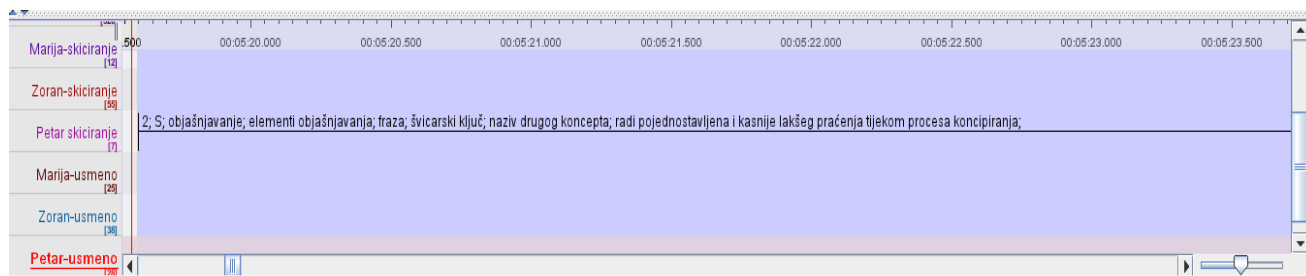 .500 00:05:20.000 00:05:20.500 00:05:21.000 00:05:21.500 00:05:22.000 00:05:22.500 00:05:23.000 00:05:23.500
Marija-skiciranje
[12]
Zoran-skiciranje
[55]
2; S; objašnjavanje; elementi objašnjavanja; fraza; švicarski ključ; naziv drugog koncepta; radi pojednostavljena i kasnije lakšeg praćenja tijekom procesa koncipiranja;
Petar skiciranje
[7]
Marija-usmeno
[25]
Zoran-usmeno
[38]
Petar-usmeno